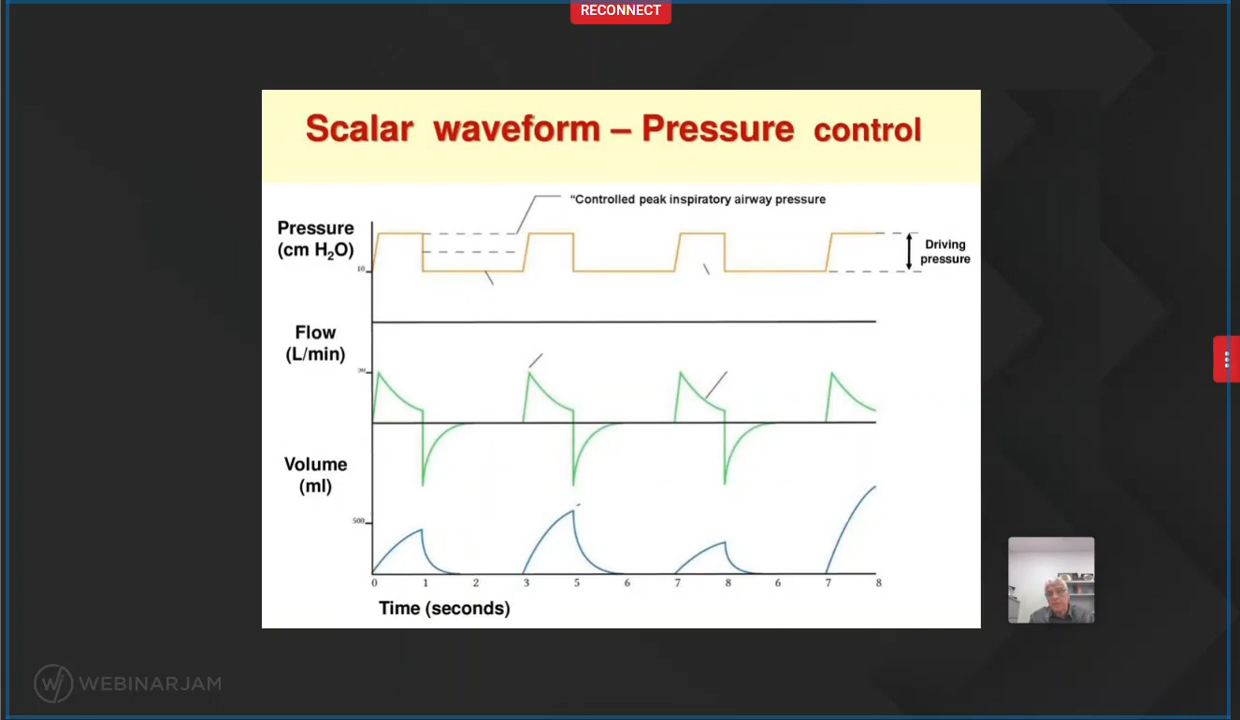 RECONNECT
Scalar waveform – Pressure control
"Controlled peak inspiratory airway pressure
Pressure
(cm H₂O)
10
Driving
pressure
Flow
(L/min)
Volume
(ml)
500
0 1 2 3 5 6 7 8 6 7 8
Time (seconds)
WEBINARJAM